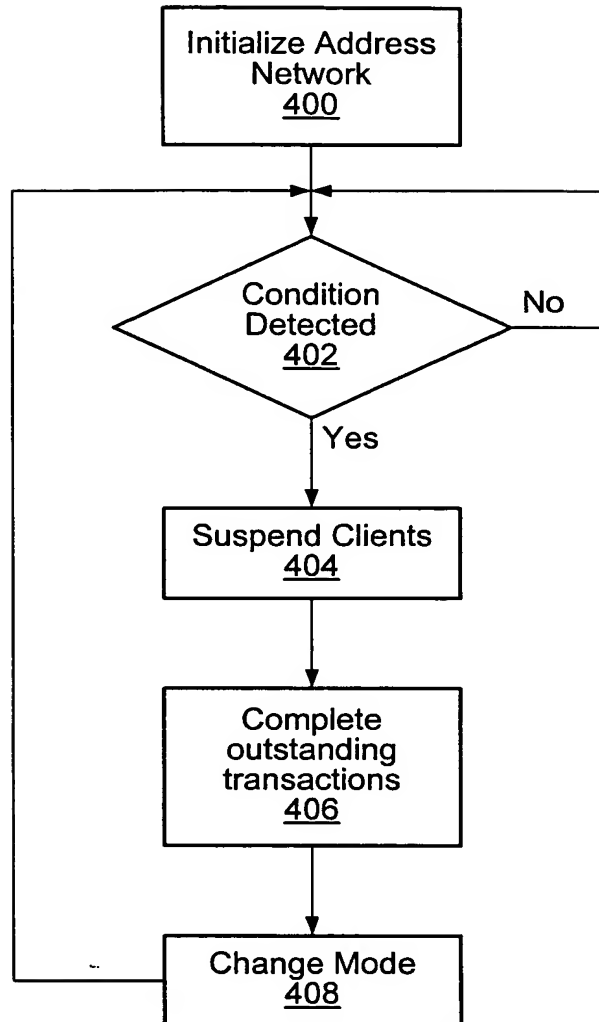 Initialize Address
Network
400
Condition
Detected
402
No
Yes
Suspend Clients
404
Complete
outstanding
transactions
406
Change Mode
408